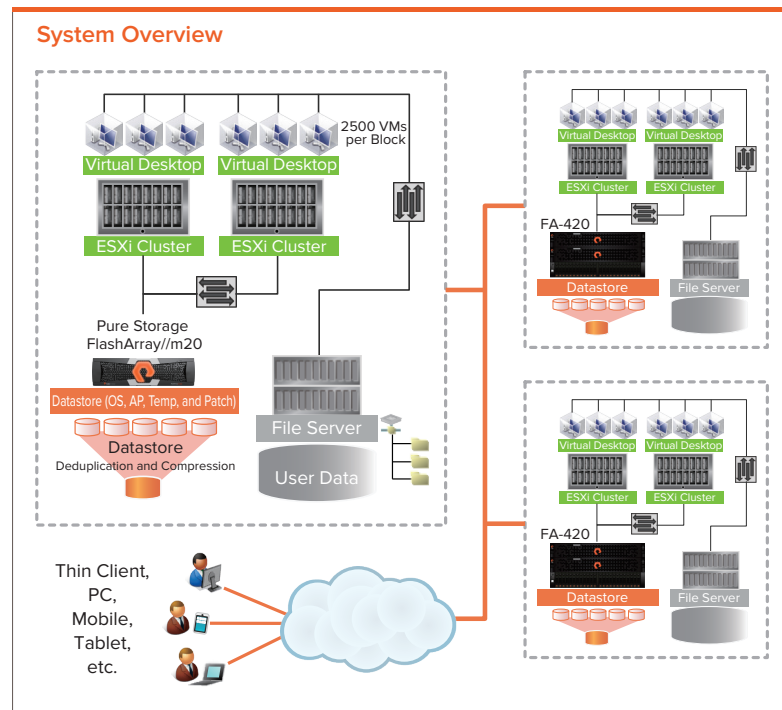 System Overview
2500 VMs
per Block
Virtual Desktop
Virtual Desktop
ESXi Cluster
ESXi Cluster
Pure Storage
FlashArray//m20
Datastore (OS, AP, Temp, and Patch)
Datastore
Deduplication and Compression
File Server
User Data
Virtual Desktop
Virtual Desktop
ESXi Cluster
ESXi Cluster
FA-420
Datastore
File Server
Virtual Desktop
Virtual Desktop
ESXi Cluster
ESXi Cluster
FA-420
Datastore
File Server
Thin Client,
PC,
Mobile,
Tablet,
etc.